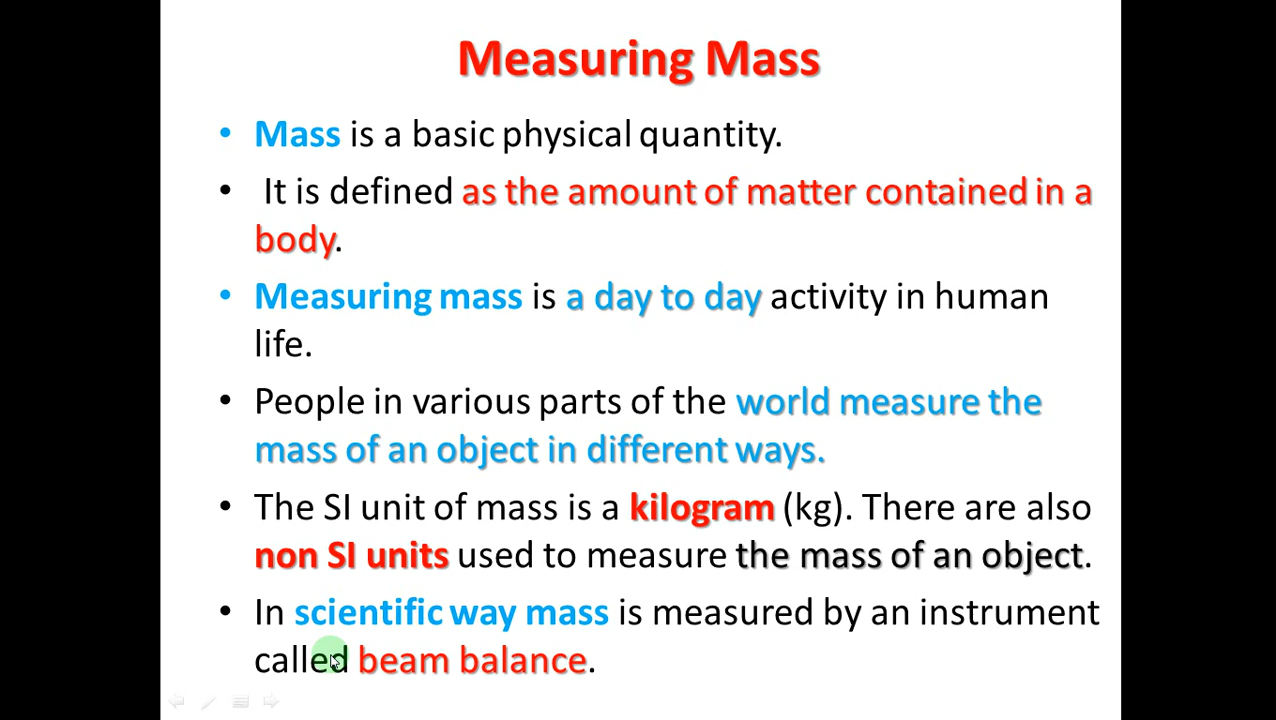 Measuring Mass
• Mass is a basic physical quantity.
• It is defined as the amount of matter contained in a
body.
• Measuring mass is a day to day activity in human
life.
• People in various parts of the world measure the
mass of an object in different ways.
• The SI unit of mass is a kilogram (kg). There are also
non SI units used to measure the mass of an object.
• In scientific way mass is measured by an instrument
called beam balance.